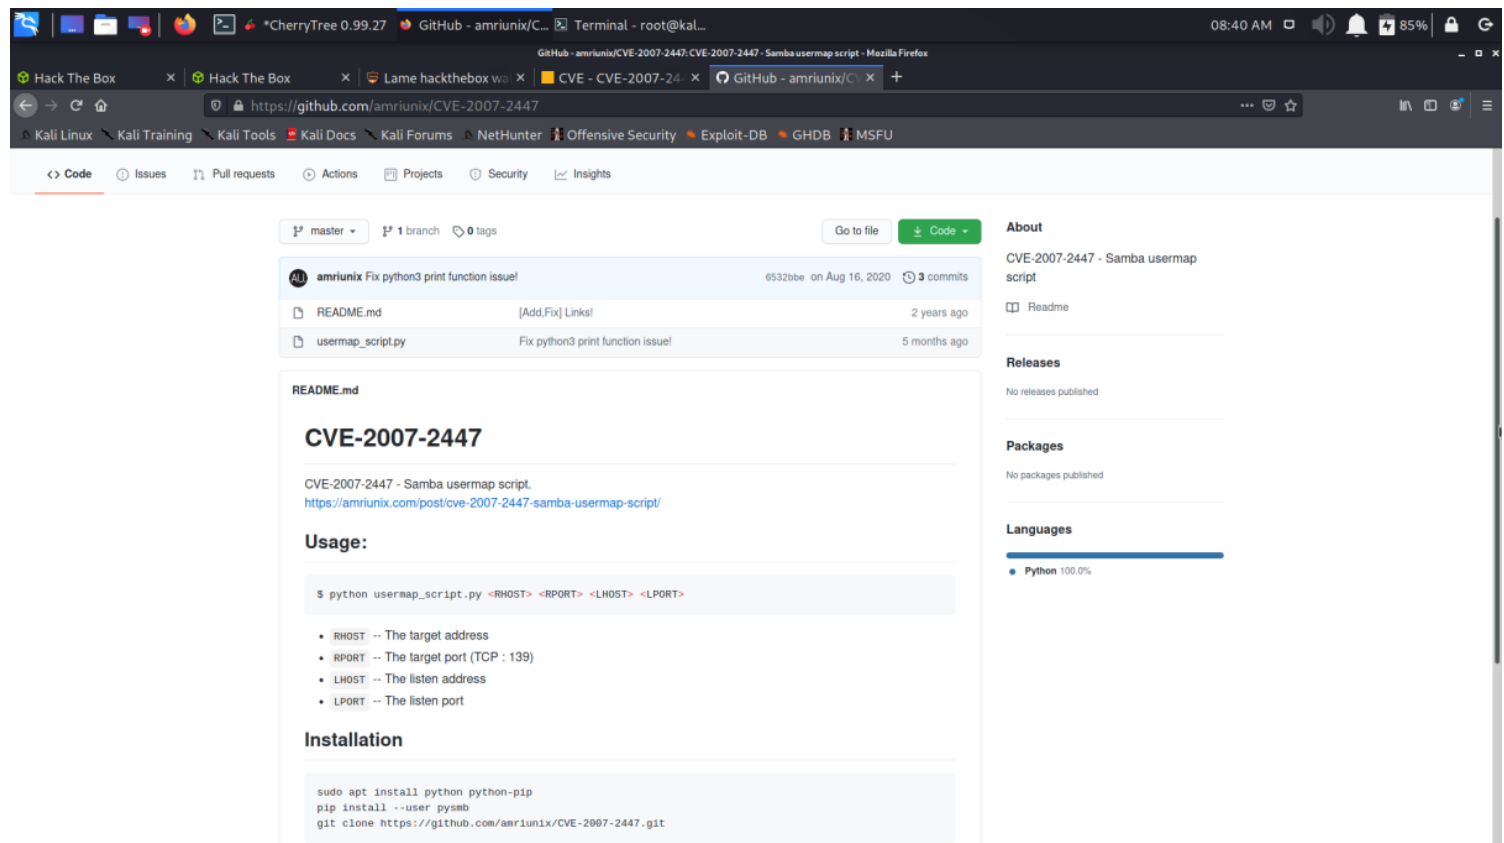 *CherryTree 0.99.27
GitHub - amriunix/C...
Terminal - root@kal...
08:40 AM
85%
GitHub - amriunix/CVE-2007-2447: CVE-2007-2447 - Samba usermap script - Mozilla Firefox
Hack The Box
Hack The Box
Lame hackthebox wa
CVE - CVE-2007-244
GitHub - amriunix/CV
https://github.com/amriunix/CVE-2007-2447
Kali Linux
Kali Training
Kali Tools
Kali Docs
Kali Forums
NetHunter
Offensive Security
Exploit-DB
GHDB
MSFU
Code
Issues
Pull requests
Actions
Projects
Security
Insights
master
1 branch
0 tags
Go to file
Code
ALI
amriunix Fix python3 print function issue!
6532bbe on Aug 16, 2020
3 commits
README.md
[Add,Fix] Links!
2 years ago
usermap_script.py
Fix python3 print function issue!
5 months ago
README.md
CVE-2007-2447
CVE-2007-2447 - Samba usermap script.
https://amriunix.com/post/cve-2007-2447-samba-usermap-script/
Usage:
$ python usermap_script.py <RHOST> <RPORT> <LHOST> <LPORT>
RHOST -- The target address
RPORT -- The target port (TCP : 139)
LHOST -- The listen address
LPORT -- The listen port
Installation
sudo apt install python python-pip
pip install --user pysmb
git clone https://github.com/amriunix/CVE-2007-2447.git
About
CVE-2007-2447 - Samba usermap
script
Readme
Releases
No releases published
Packages
No packages published
Languages
Python 100.0%